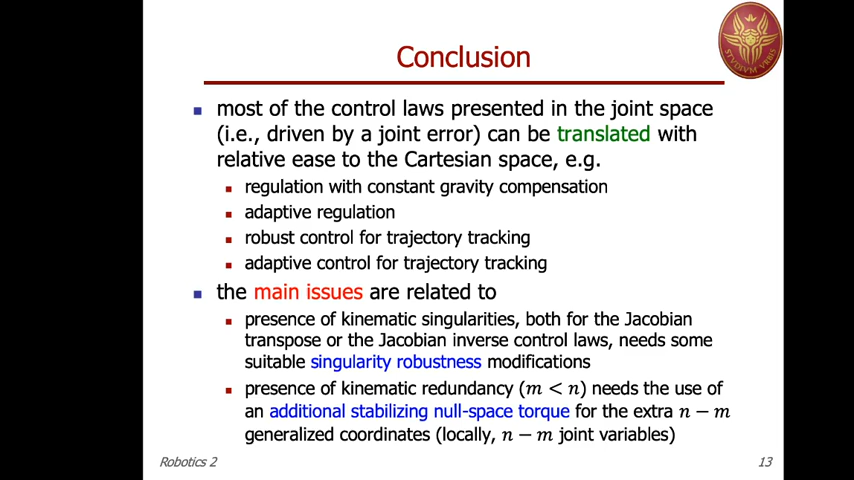 Conclusion
most of the control laws presented in the joint space
(i.e., driven by a joint error) can be translated with
relative ease to the Cartesian space, e.g.
regulation with constant gravity compensation
adaptive regulation
robust control for trajectory tracking
adaptive control for trajectory tracking
the main issues are related to
presence of kinematic singularities, both for the Jacobian
transpose or the Jacobian inverse control laws, needs some
suitable singularity robustness modifications
presence of kinematic redundancy (m < n) needs the use of
an additional stabilizing null-space torque for the extra n − m
generalized coordinates (locally, n − m joint variables)
Robotics 2
13
STVDIVM VRBIS